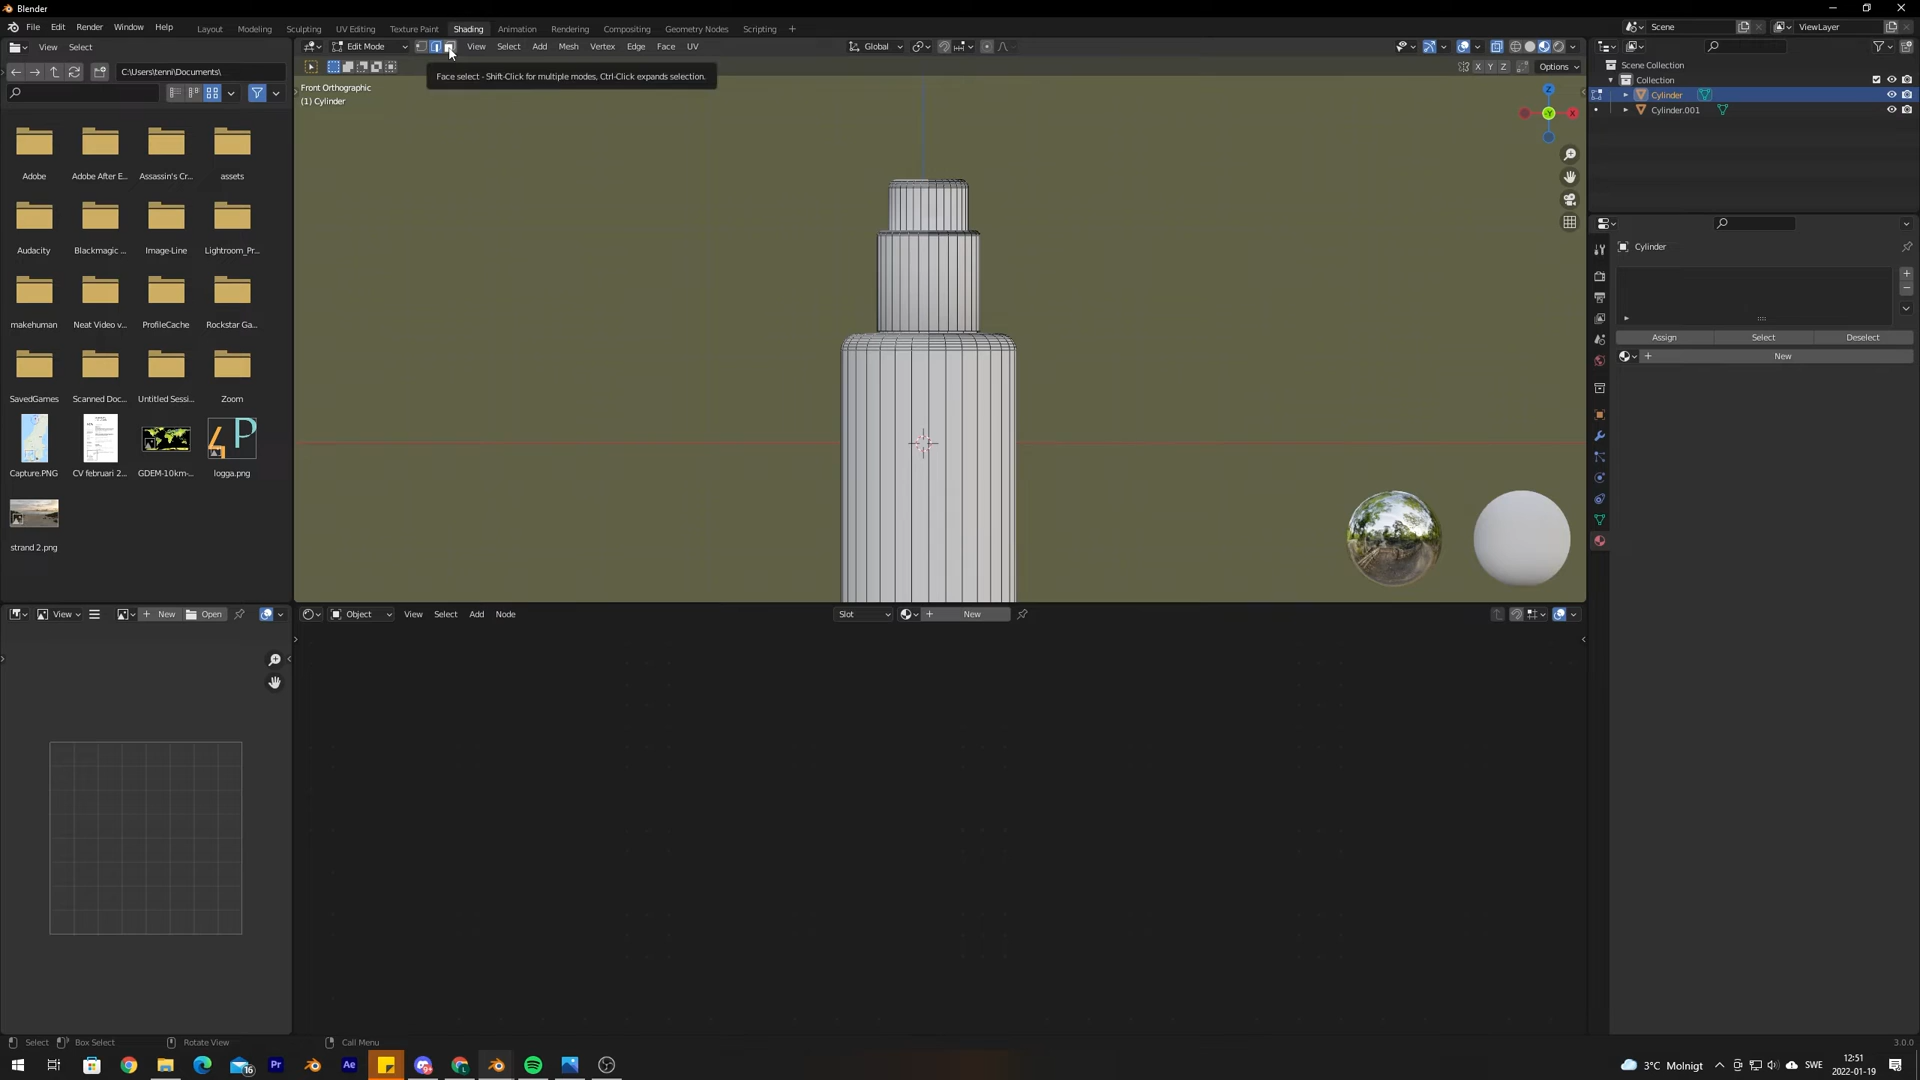 Blender
File Edit Render Window Help
Layout Modeling Sculpting UV Editing Texture Paint Shading Animation Rendering Compositing Geometry Nodes Scripting +
Scene ViewLayer
View Select
Edit Mode View Select Add Mesh Vertex Edge Face UV
Global
C:\Users\tenni\Documents\
X Y Z Options
Face select - Shift-Click for multiple modes, Ctrl-Click expands selection.
Front Orthographic
(1) Cylinder
Z
X
-Y
Scene Collection
Collection
Cylinder
Cylinder.001
Cylinder
Assign Select Deselect
New
Adobe Adobe After E... Assassin's Cr... assets
Audacity Blackmagic ... Image-Line Lightroom_Pr...
makehuman Neat Video v... ProfileCache Rockstar Ga...
SavedGames Scanned Doc... Untitled Sessi... Zoom
Capture.PNG CV februari 2... GDEM-10km-... logga.png
strand 2.png
View New Open
Object View Select Add Node
Slot New
Select Box Select Rotate View Call Menu
3.0.0
16
Pr
Ae
3°C Molnigt
SWE
12:51
2022-01-19